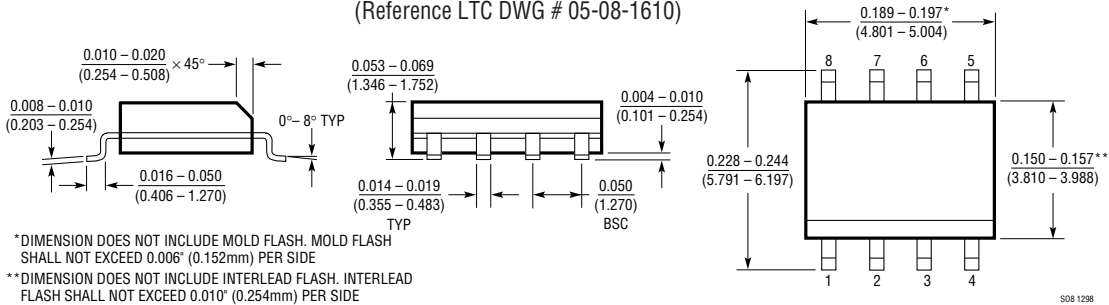 (Reference LTC DWG # 05-08-1610)
0.010 – 0.020
(0.254 – 0.508)
× 45°
0.008 – 0.010
(0.203 – 0.254)
0°– 8° TYP
0.016 – 0.050
(0.406 – 1.270)
0.053 – 0.069
(1.346 – 1.752)
0.004 – 0.010
(0.101 – 0.254)
0.014 – 0.019
(0.355 – 0.483)
TYP
0.050
(1.270)
BSC
0.189 – 0.197*
(4.801 – 5.004)
8 7 6 5
0.228 – 0.244
(5.791 – 6.197)
0.150 – 0.157**
(3.810 – 3.988)
1 2 3 4
*DIMENSION DOES NOT INCLUDE MOLD FLASH. MOLD FLASH
SHALL NOT EXCEED 0.006" (0.152mm) PER SIDE
**DIMENSION DOES NOT INCLUDE INTERLEAD FLASH. INTERLEAD
FLASH SHALL NOT EXCEED 0.010" (0.254mm) PER SIDE
SO8 1298